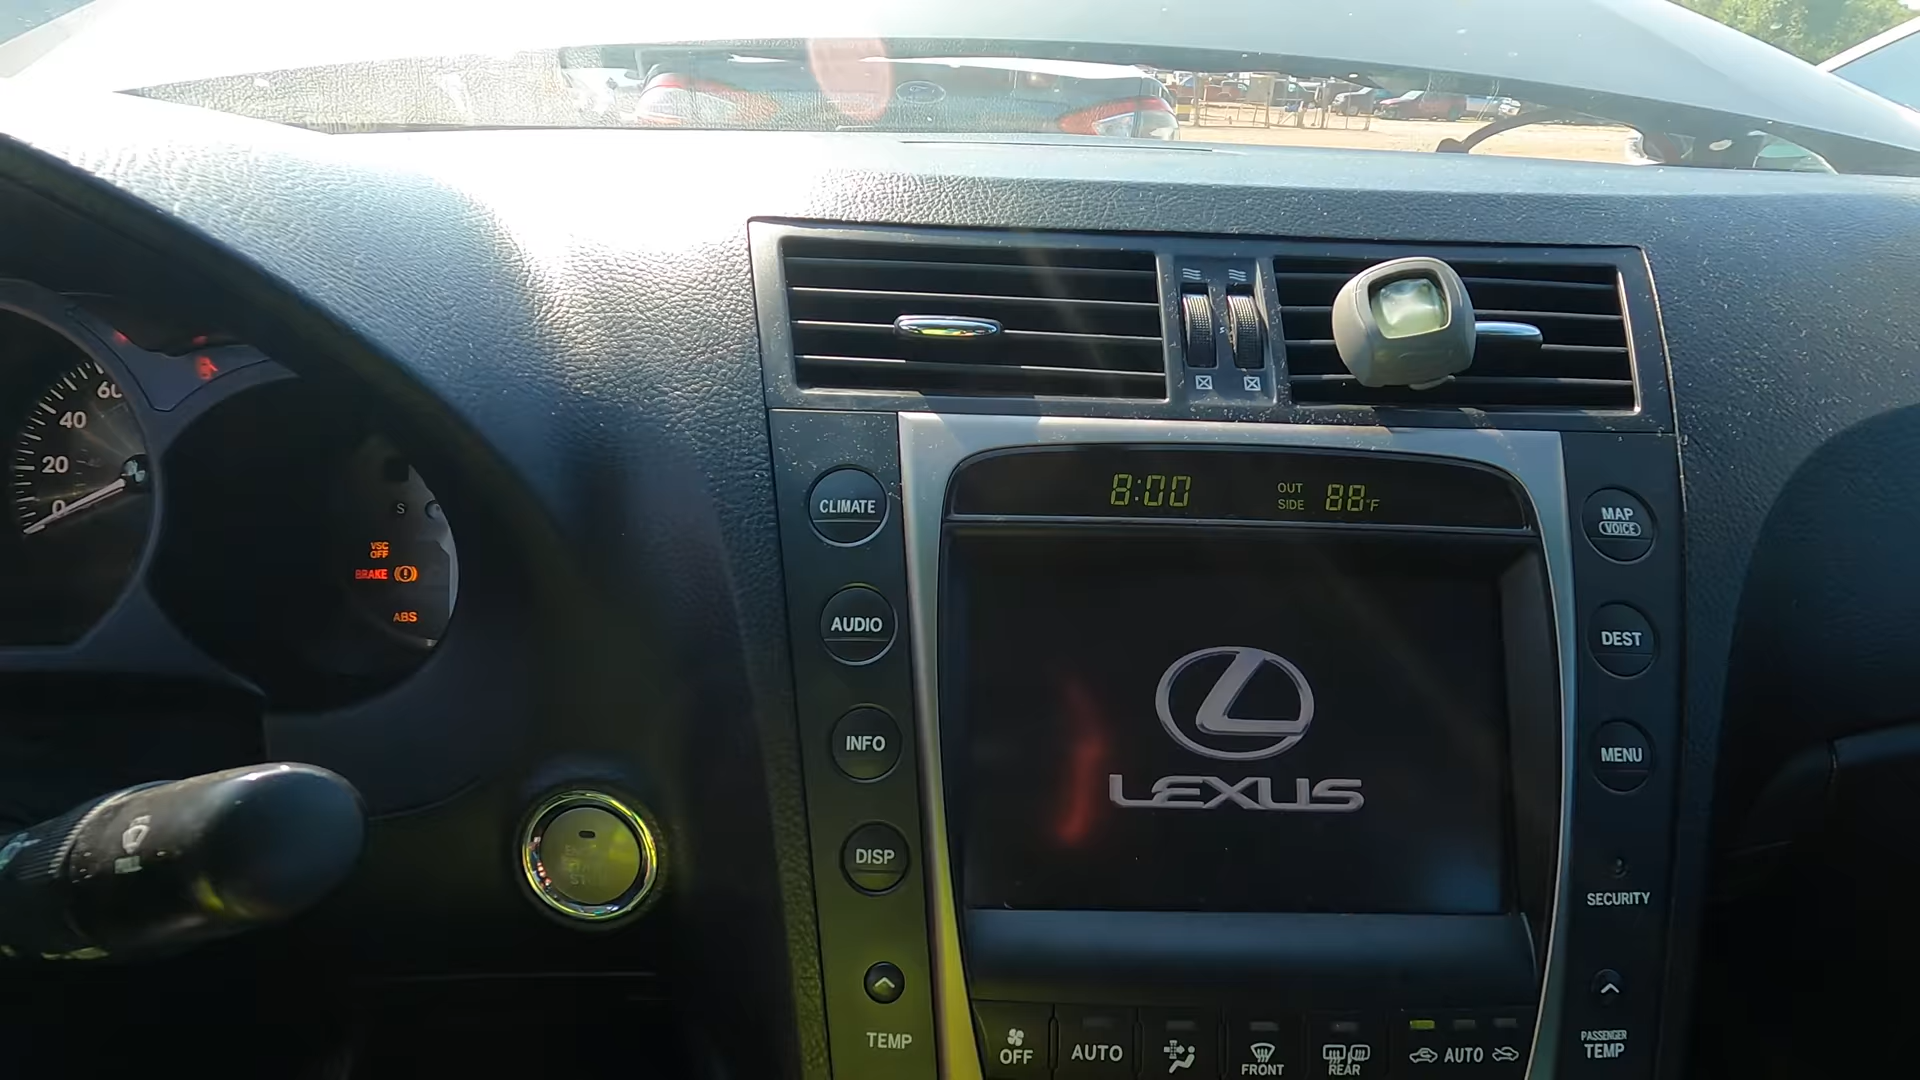 60
40
20
0
S
VSC
OFF
BRAKE
ABS
8:00
OUT
SIDE
88°F
CLIMATE
AUDIO
INFO
DISP
TEMP
LEXUS
MAP
VOICE
DEST
MENU
SECURITY
PASSENGER
TEMP
OFF
AUTO
FRONT
REAR
AUTO